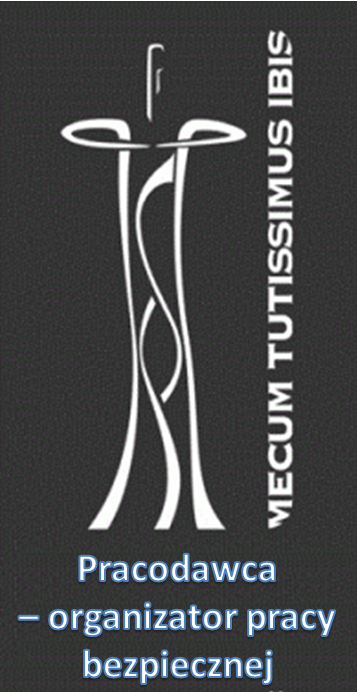 MECUM TUTISSIMUS IBIS
Pracodawca
– organizator pracy
bezpiecznej